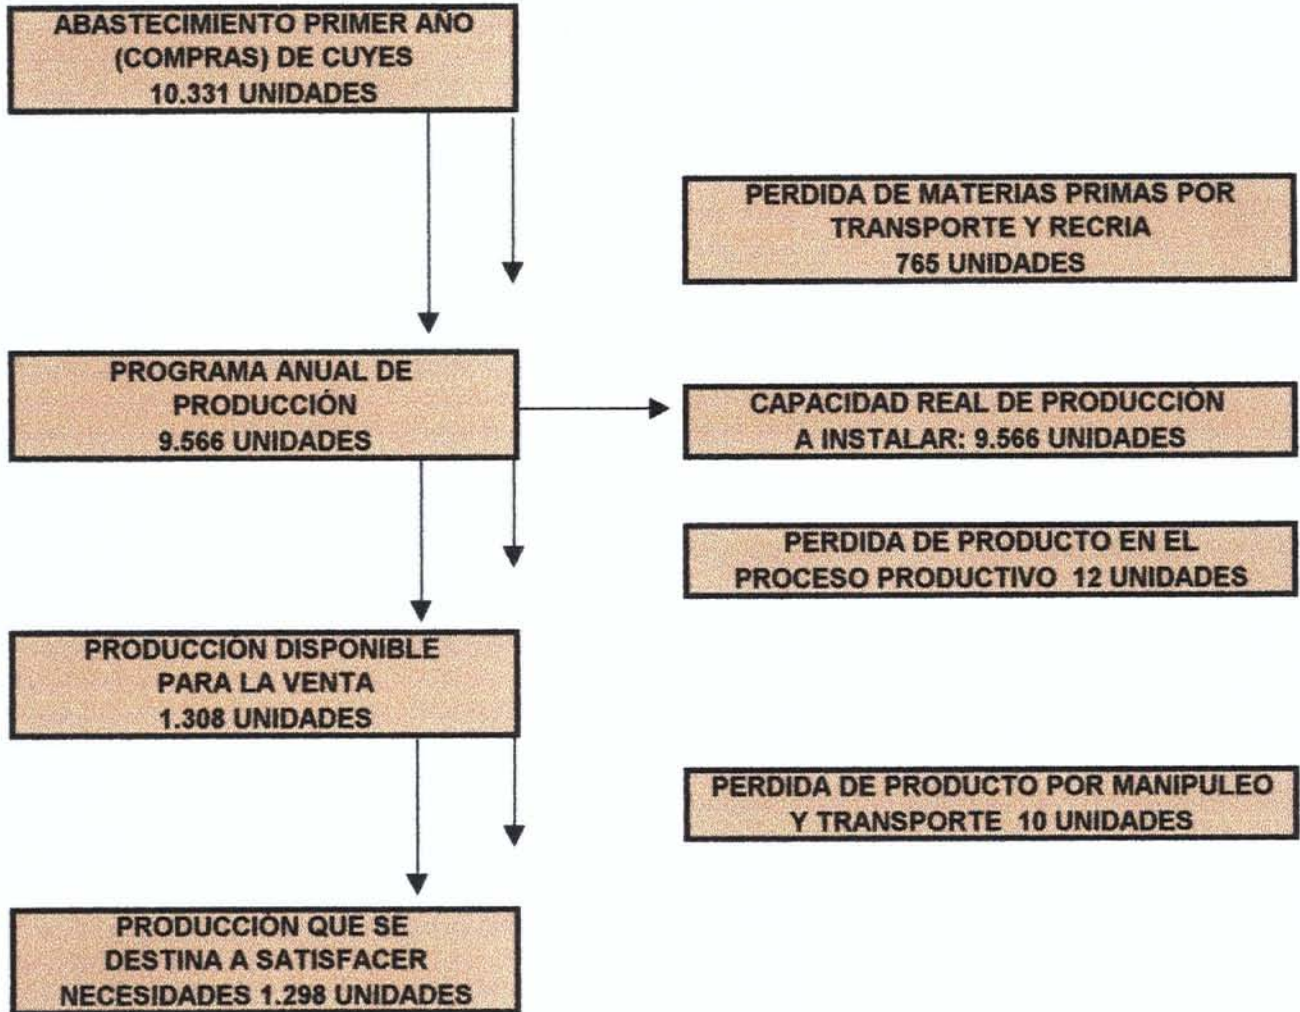 ABASTECIMIENTO PRIMER AÑO
(COMPRAS) DE CUYES
10.331 UNIDADES
PERDIDA DE MATERIAS PRIMAS POR
TRANSPORTE Y RECRIA
765 UNIDADES
PROGRAMA ANUAL DE
PRODUCCIÓN
9.566 UNIDADES
CAPACIDAD REAL DE PRODUCCIÓN
A INSTALAR: 9.566 UNIDADES
PERDIDA DE PRODUCTO EN EL
PROCESO PRODUCTIVO 12 UNIDADES
PRODUCCIÓN DISPONIBLE
PARA LA VENTA
1.308 UNIDADES
PERDIDA DE PRODUCTO POR MANIPULEO
Y TRANSPORTE 10 UNIDADES
PRODUCCIÓN QUE SE
DESTINA A SATISFACER
NECESIDADES 1.298 UNIDADES